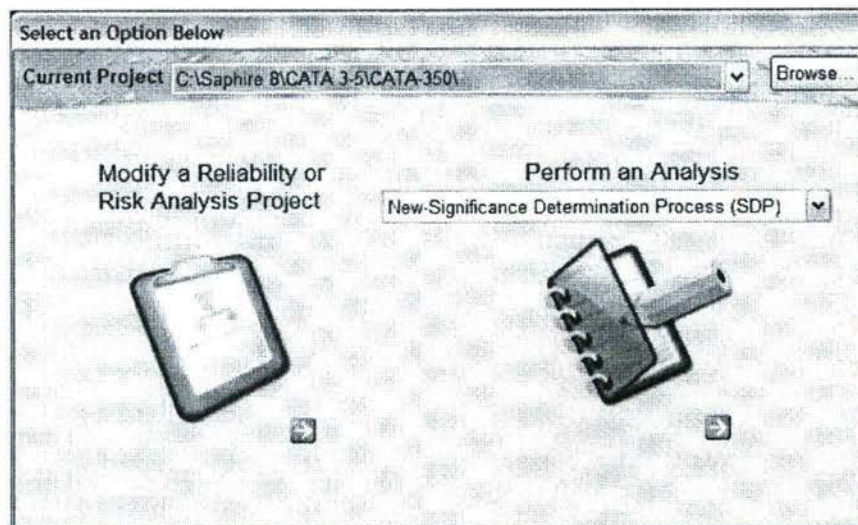 Select an Option Below
Current Project C:\Saphire 8\CATA 3-5\CATA-350\ Browse...
Modify a Reliability or
Risk Analysis Project
Perform an Analysis
New-Significance Determination Process (SDP)